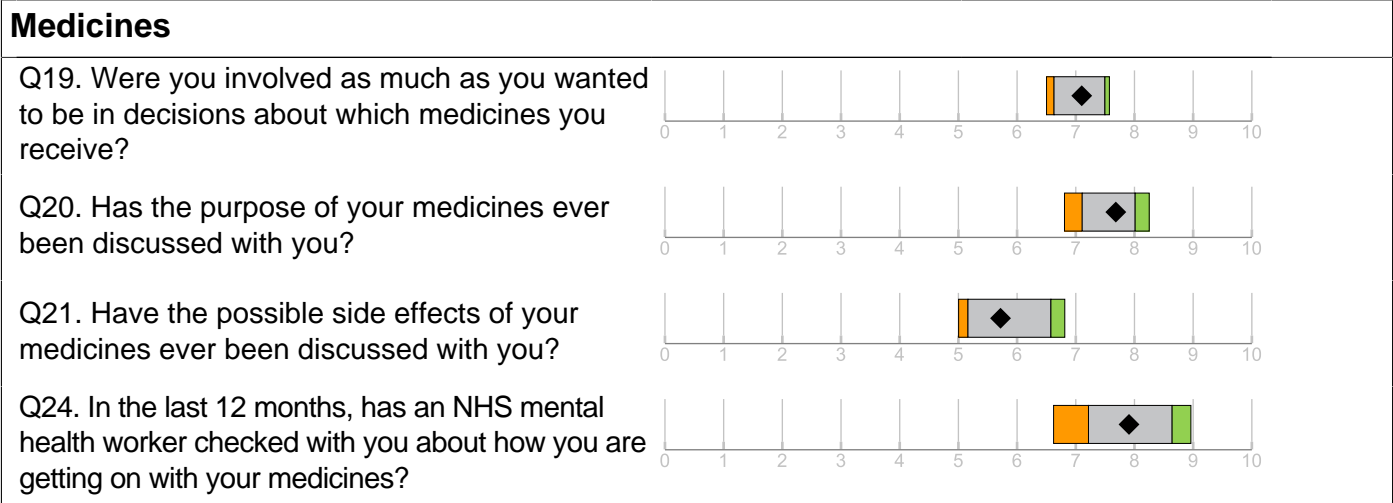 Medicines
Q19. Were you involved as much as you wanted
to be in decisions about which medicines you
receive?
0 1 2 3 4 5 6 7 8 9 10
Q20. Has the purpose of your medicines ever
been discussed with you?
0 1 2 3 4 5 6 7 8 9 10
Q21. Have the possible side effects of your
medicines ever been discussed with you?
0 1 2 3 4 5 6 7 8 9 10
Q24. In the last 12 months, has an NHS mental
health worker checked with you about how you are
getting on with your medicines?
0 1 2 3 4 5 6 7 8 9 10